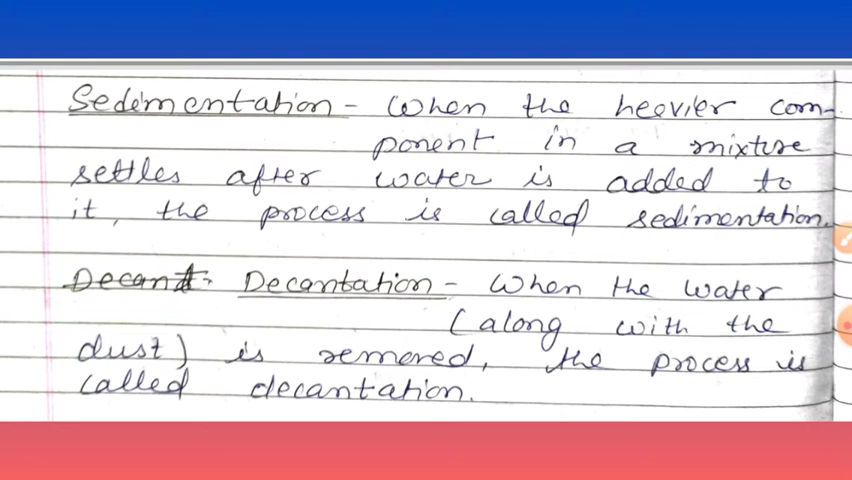 Sedimentation - When the heavier com-
ponent in a mixture
settles after water is added to
it, the process is called sedimentation.
Decant - Decantation - When the water
(along with the
dust) is removed, the process is
called decantation.